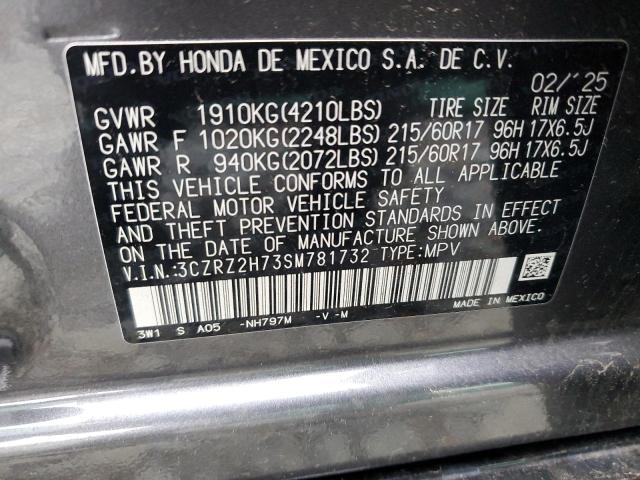 MFD.BY HONDA DE MEXICO S.A. DE C.V.
02/'25
GVWR 1910KG(4210LBS) TIRE SIZE RIM SIZE
GAWR F 1020KG(2248LBS) 215/60R17 96H 17X6.5J
GAWR R 940KG(2072LBS) 215/60R17 96H 17X6.5J
THIS VEHICLE CONFORMS TO ALL APPLICABLE
FEDERAL MOTOR VEHICLE SAFETY
AND THEFT PREVENTION STANDARDS IN EFFECT
ON THE DATE OF MANUFACTURE SHOWN ABOVE.
V.I.N.:3CZRZ2H73SM781732 TYPE:MPV
3W1 S A05 -NH797M -V -M
MADE IN MEXICO